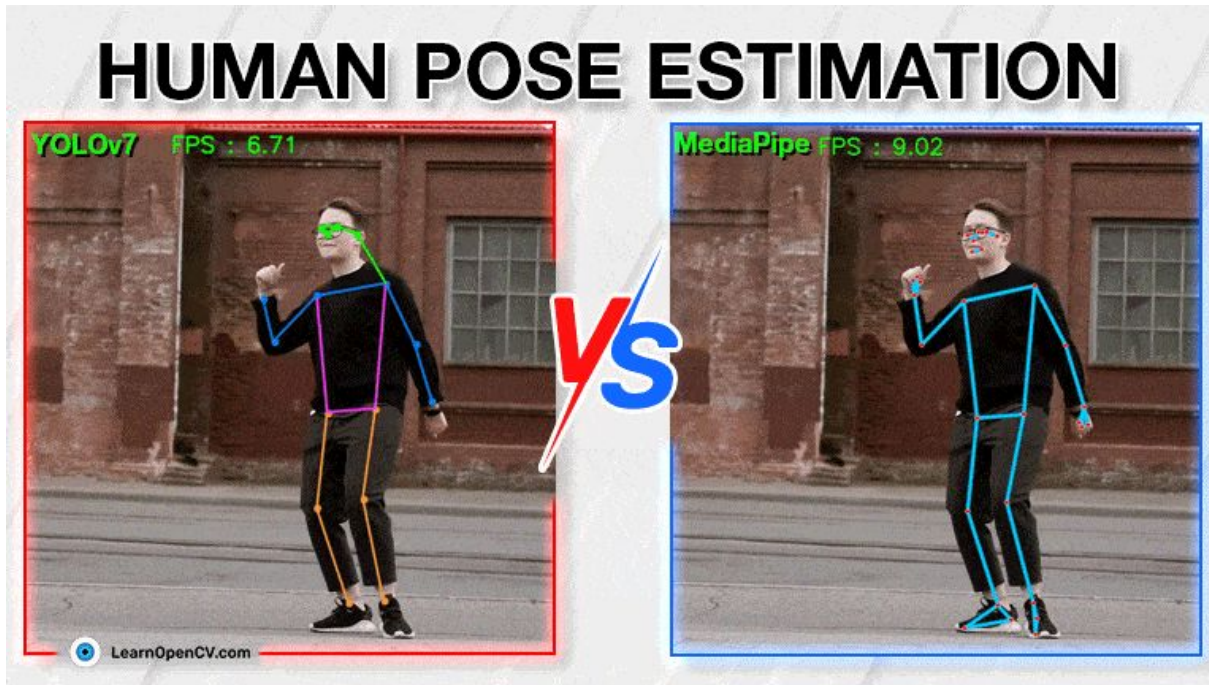 HUMAN POSE ESTIMATION
YOLOv7 FPS : 6.71
MediaPipe FPS : 9.02
VS
LearnOpenCV.com